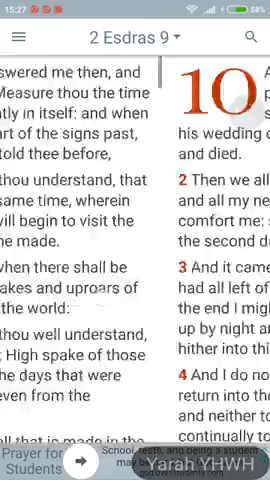 15:27
58%
2 Esdras 9
swered me then, and
Measure thou the time
tly in itself: and when
art of the signs past,
told thee before,
thou understand, that
same time, wherein
will begin to visit the
he made.
when there shall be
akes and uproars of
the world:
thou well understand,
High spake of those
he days that were
even from the
all that is made in the
10
his wedding
and died.
2 Then we all
and all my ne
comfort me:
the second da
3 And it came
had all left of
the end I migh
up by night an
hither into thi
4 And I do no
return into the
and neither to
continually to
Prayer for
Students
School, tests, and being a student
may be
Yarah YHWH